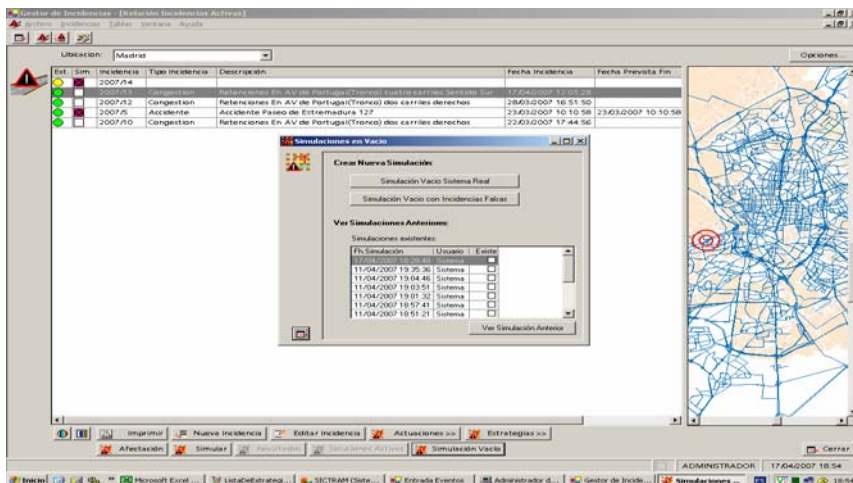 Gestor de Incidencias - [Relación Incidencias Activas]
Archivo Incidencias Tablas Ventana Ayuda
Ubication: Madrid Opciones...
Est. Sim. Incidencia Tipo Incidencia Descripción Fecha Incidencia Fecha Prevista Fin
2007/14
2007/13 Congestion Retenciones En AV de Portugal(Tronco) cuatro carriles Sentido Sur 17/04/2007 12:05:28
2007/12 Congestion Retenciones En AV de Portugal(Tronco) dos carriles derechos 28/03/2007 16:51:50
2007/5 Accidente Accidente Paseo de Extremadura 127 23/03/2007 10:10:58 23/03/2007 10:10:58
2007/10 Congestion Retenciones En AV de Portugal(Tronco) dos carriles derechos 22/03/2007 17:44:56
Simulaciones en Vacio
Crear Nueva Simulación:
Simulación Vacio Sistema Real
Simulación Vacio con Incidencias Falsas
Ver Simulaciones Anteriores:
Simulaciones existentes:
Fh.Simulación Usuario Existe
17/04/2007 Sistema
11/04/2007 19:35:36 Sistema
11/04/2007 19:04:46 Sistema
11/04/2007 19:03:51 Sistema
11/04/2007 19:01:32 Sistema
11/04/2007 18:57:41 Sistema
11/04/2007 18:51:21 Sistema
Ver Simulación Anterior
Imprimir Nueva Incidencia Editar Incidencia Actuaciones >> Estrategias >>
Afectación Simular Resultados Simulaciones Activas Simulación Vacio Cerrar
ADMINISTRADOR 17/04/2007 18:54
Inicio Microsoft Excel ... ListaDeEstrategi... SICTRAM (Siste... Entrada Eventos Administrador d... Gestor de Incide... Simulaciones ... ES 18:54